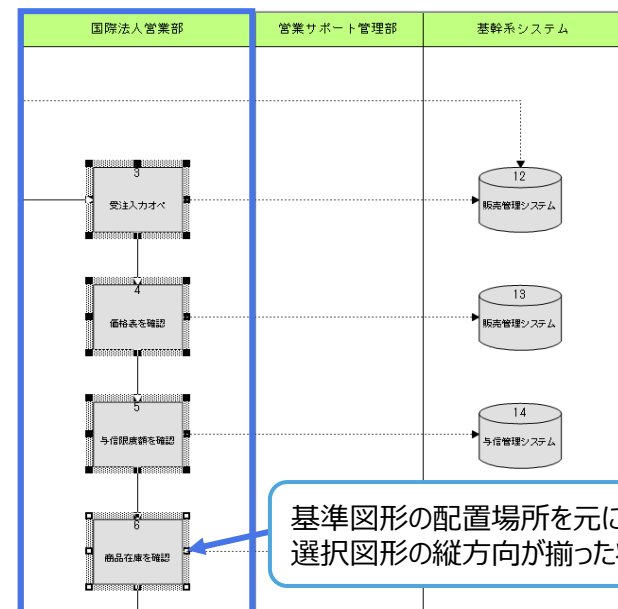 国際法人営業部
営業サポート管理部
基幹系システム
3
受注入力オペ
12
販売管理システム
4
価格表を確認
13
販売管理システム
5
与信限度額を確認
14
与信管理システム
6
商品在庫を確認
基準図形の配置場所を元に
選択図形の縦方向が揃った